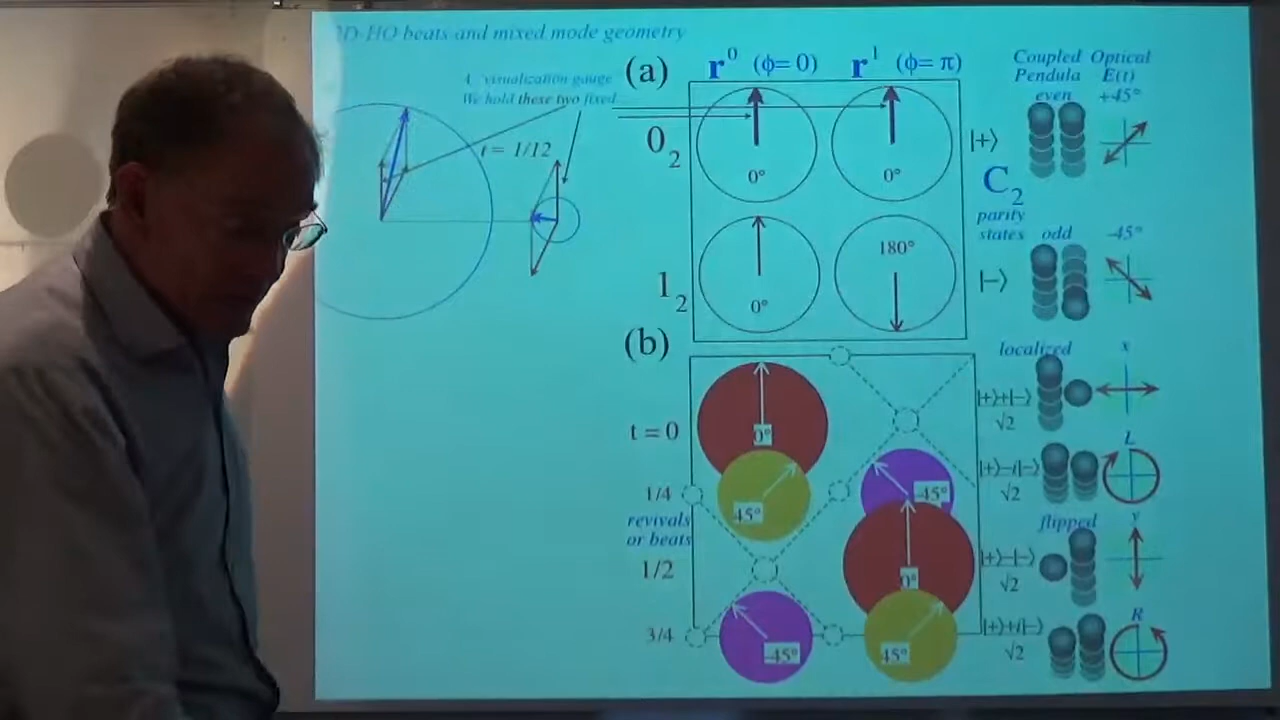 2D-HO beats and mixed mode geometry
visualization gauge
We hold these two fixed
t = 1/12
(a)
r⁰ (ϕ= 0) r¹ (ϕ= π)
Coupled Optical
Pendula E(t)
even +45°
0₂
|+⟩
0° 0°
C₂
parity
states odd -45°
180°
1₂
|−⟩
0°
(b)
localized x
|+⟩+|−⟩
√2
t = 0
0°
L
|+⟩−i|−⟩
√2
1/4
45° -45°
revivals
or beats
flipped y
|+⟩−|−⟩
√2
1/2
0°
R
|+⟩+i|−⟩
√2
3/4
-45° 45°